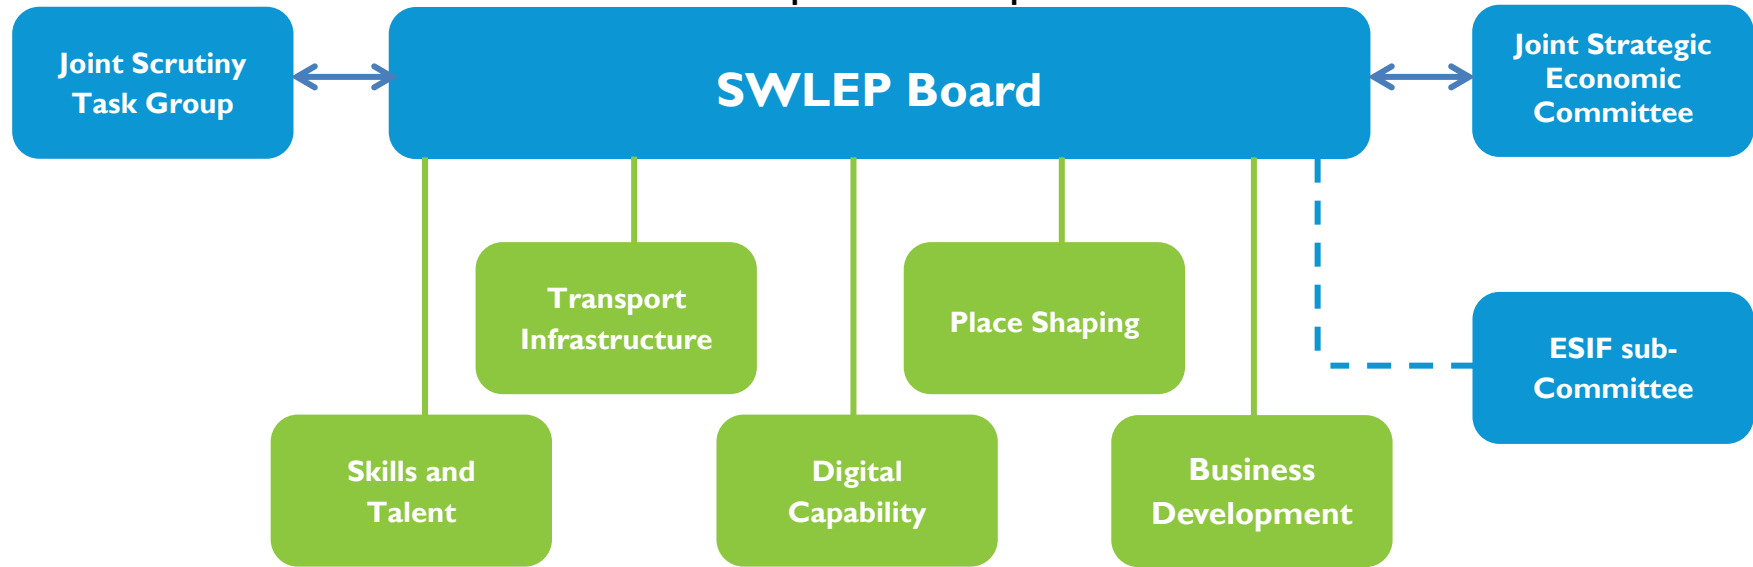 Joint Scrutiny
Task Group
SWLEP Board
Joint Strategic
Economic
Committee
Transport
Infrastructure
Place Shaping
ESIF sub-
Committee
Skills and
Talent
Digital
Capability
Business
Development